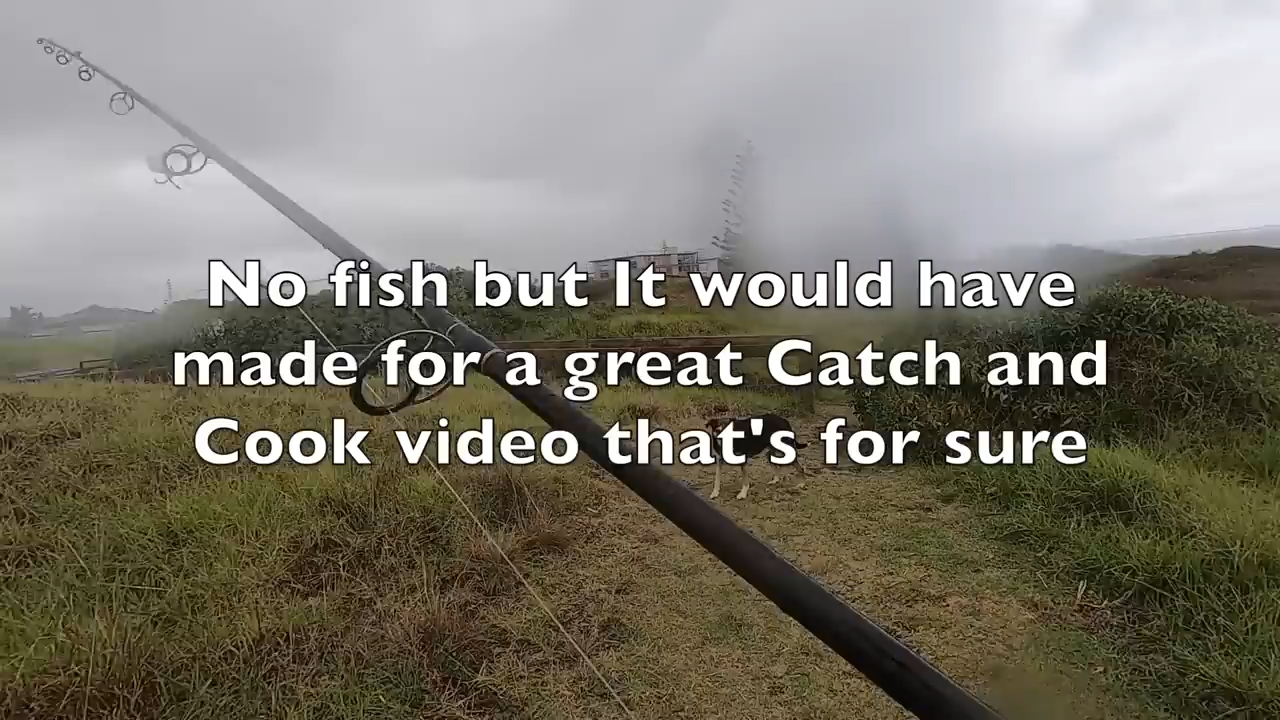 No fish but It would have
made for a great Catch and
Cook video that's for sure